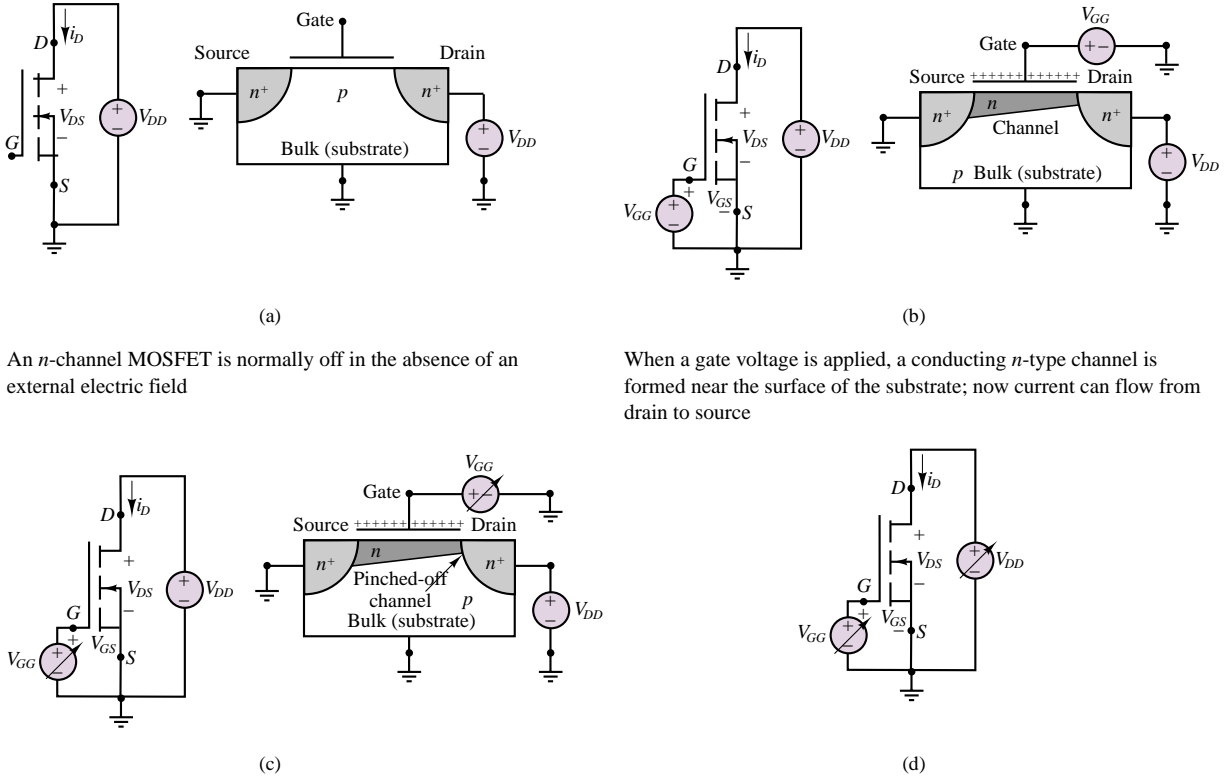 Gate
D
i_D
Source
Drain
n+
p
n+
+
V_DS
−
+
−
V_DD
G
Bulk (substrate)
+
−
V_DD
S
(a)
An n-channel MOSFET is normally off in the absence of an
external electric field
V_GG
Gate
+−
D
i_D
Source
++++++++++++
Drain
n+
n
n+
Channel
+
V_DS
−
+
−
V_DD
G
p Bulk (substrate)
+
−
V_DD
V_GG
+
−
+
V_GS
−
S
(b)
When a gate voltage is applied, a conducting n-type channel is
formed near the surface of the substrate; now current can flow from
drain to source
V_GG
Gate
+−
D
i_D
Source
++++++++++++
Drain
n+
n
n+
Pinched-off
channel
p
Bulk (substrate)
+
V_DS
−
+
−
V_DD
+
−
V_DD
G
+
V_GS
V_GG
+
−
S
(c)
D
i_D
+
V_DS
−
+
−
V_DD
G
+
V_GS
−
V_GG
+
−
S
(d)